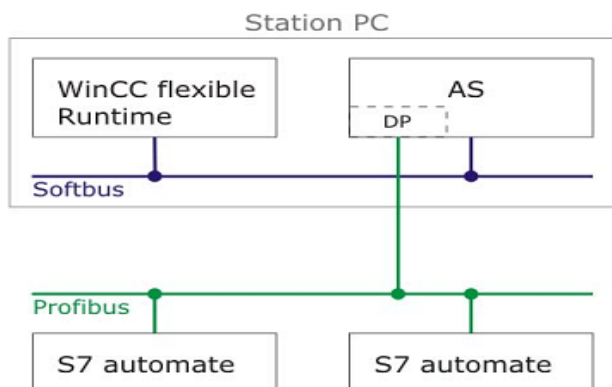 Station PC
WinCC flexible
Runtime
AS
DP
Softbus
Profibus
S7 automate
S7 automate